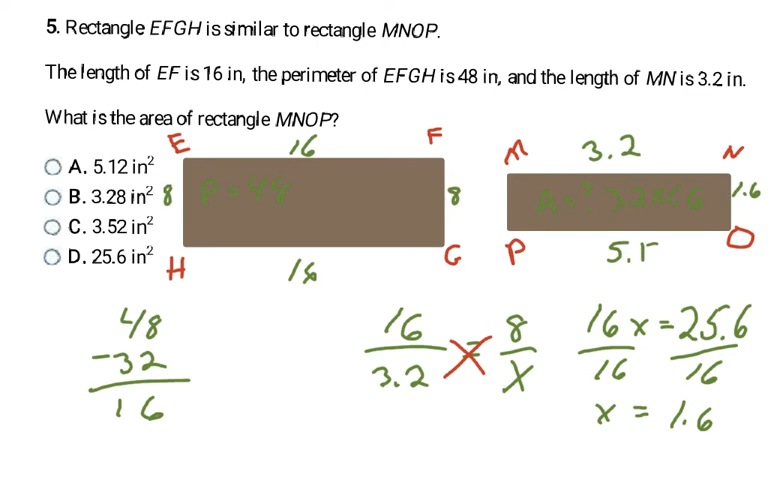 5. Rectangle EFGH is similar to rectangle MNOP.
The length of EF is 16 in, the perimeter of EFGH is 48 in, and the length of MN is 3.2 in.
What is the area of rectangle MNOP?
A. 5.12 in²
B. 3.28 in²
C. 3.52 in²
D. 25.6 in²
E 16 F
8 P = 48 8
H 16 G
M 3.2 N
A = ? 1.6
P 5.1 O
48
-32
16
16/3.2 = 8/x
16x = 25.6
16 16
x = 1.6